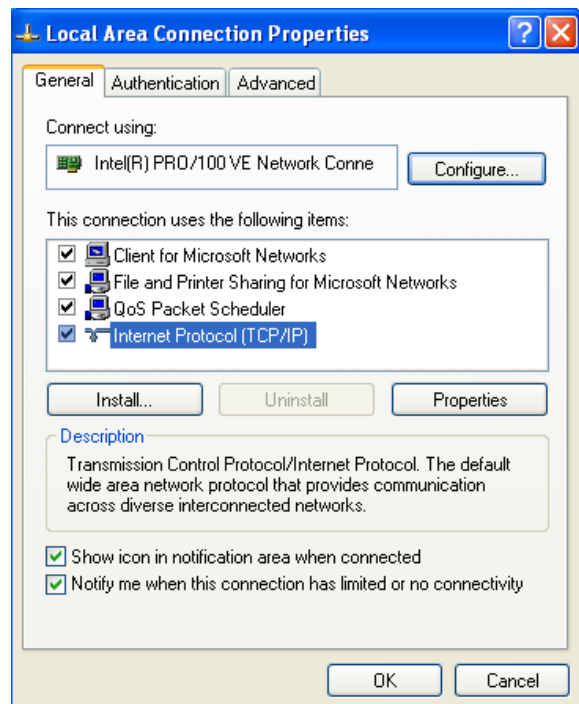 Local Area Connection Properties
General Authentication Advanced
Connect using:
Intel(R) PRO/100 VE Network Conne
Configure...
This connection uses the following items:
Client for Microsoft Networks
File and Printer Sharing for Microsoft Networks
QoS Packet Scheduler
Internet Protocol (TCP/IP)
Install... Uninstall Properties
Description
Transmission Control Protocol/Internet Protocol. The default
wide area network protocol that provides communication
across diverse interconnected networks.
Show icon in notification area when connected
Notify me when this connection has limited or no connectivity
OK Cancel